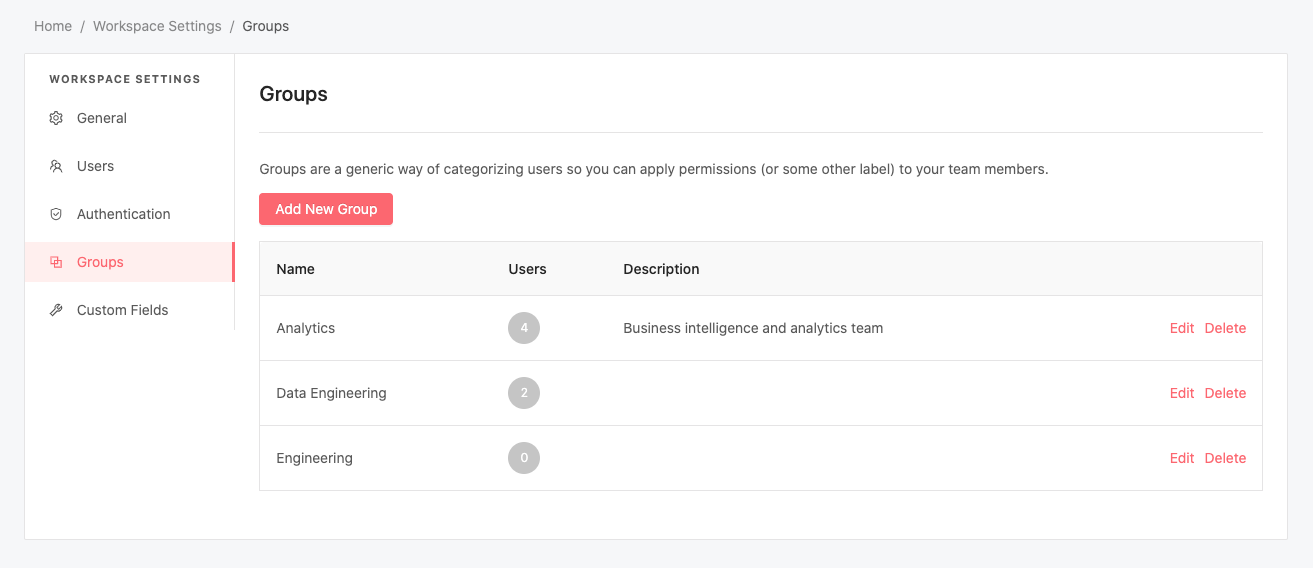 Home / Workspace Settings / Groups
WORKSPACE SETTINGS
General
Users
Authentication
Groups
Custom Fields
Groups
Groups are a generic way of categorizing users so you can apply permissions (or some other label) to your team members.
Add New Group
Name Users Description
Analytics 4 Business intelligence and analytics team Edit Delete
Data Engineering 2 Edit Delete
Engineering 0 Edit Delete